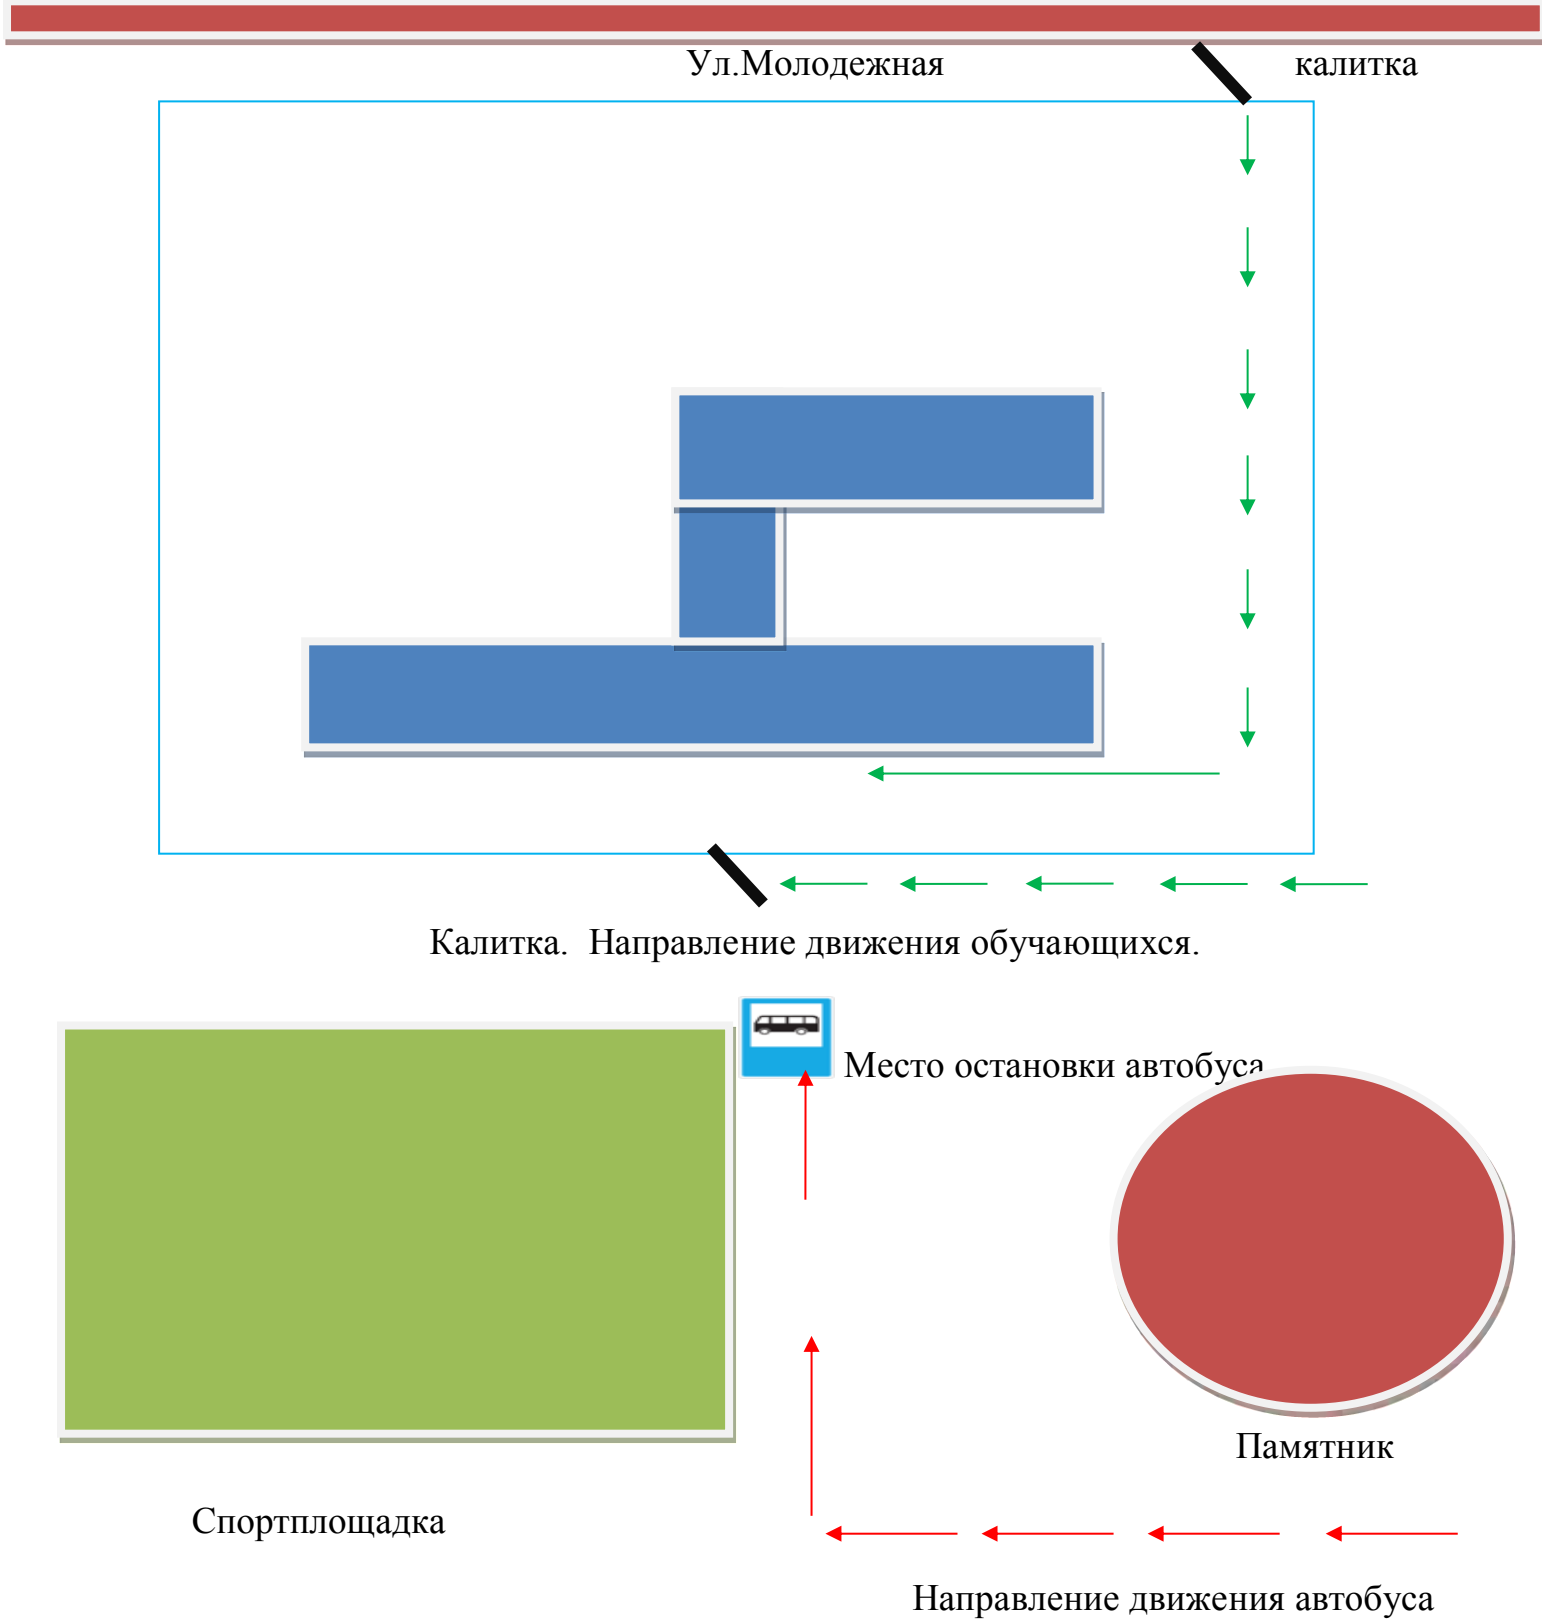 Ул.Молодежная калитка
Калитка. Направление движения обучающихся.
Место остановки автобуса
Памятник
Спортплощадка
Направление движения автобуса